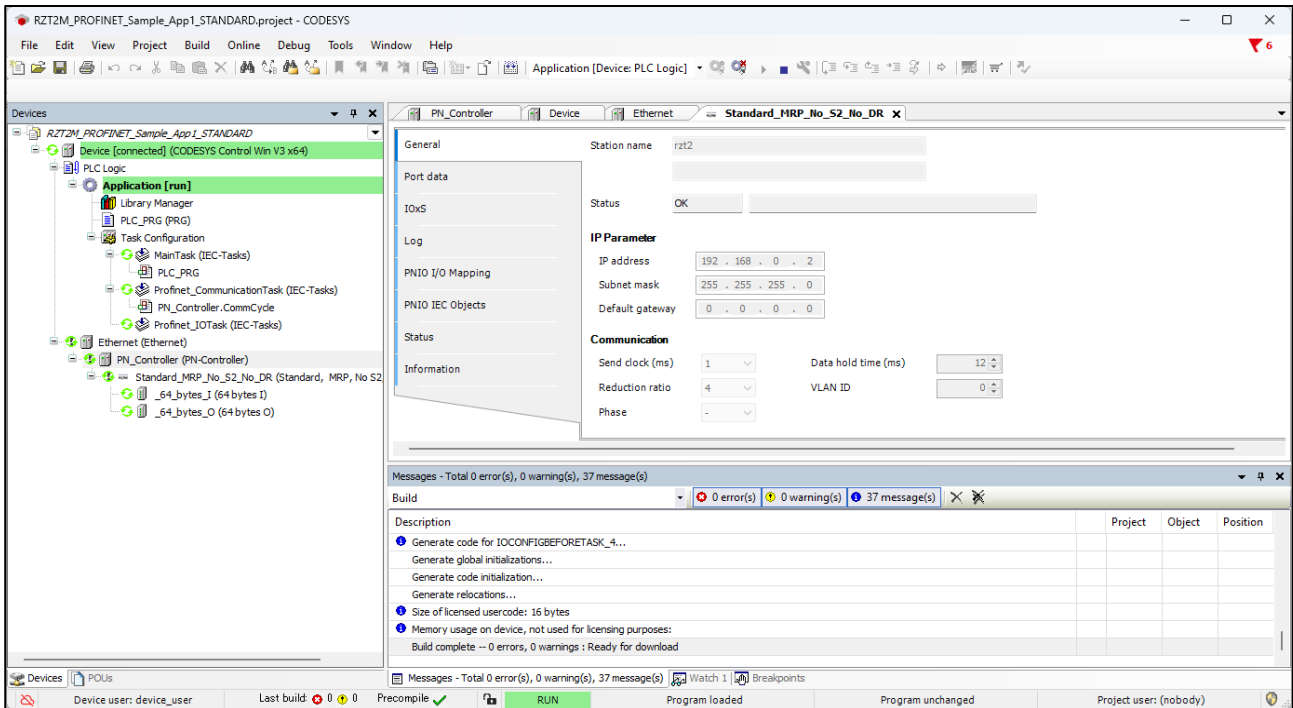 RZT2M_PROFINET_Sample_App1_STANDARD.project - CODESYS
File Edit View Project Build Online Debug Tools Window Help
6
Application [Device: PLC Logic]
Devices
RZT2M_PROFINET_Sample_App1_STANDARD
Device [connected] (CODESYS Control Win V3 x64)
PLC Logic
Application [run]
Library Manager
PLC_PRG (PRG)
Task Configuration
MainTask (IEC-Tasks)
PLC_PRG
Profinet_CommunicationTask (IEC-Tasks)
PN_Controller.CommCycle
Profinet_IOTask (IEC-Tasks)
Ethernet (Ethernet)
PN_Controller (PN-Controller)
Standard_MRP_No_S2_No_DR (Standard, MRP, No S2
_64_bytes_I (64 bytes I)
_64_bytes_O (64 bytes O)
Devices POUs
PN_Controller Device Ethernet Standard_MRP_No_S2_No_DR
General
Port data
IOxS
Log
PNIO I/O Mapping
PNIO IEC Objects
Status
Information
Station name rzt2
Status OK
IP Parameter
IP address 192 . 168 . 0 . 2
Subnet mask 255 . 255 . 255 . 0
Default gateway 0 . 0 . 0 . 0
Communication
Send clock (ms) 1 Data hold time (ms) 12
Reduction ratio 4 VLAN ID 0
Phase -
Messages - Total 0 error(s), 0 warning(s), 37 message(s)
Build 0 error(s) 0 warning(s) 37 message(s)
Description Project Object Position
Generate code for IOCONFIGBEFORETASK_4...
Generate global initializations...
Generate code initialization...
Generate relocations...
Size of licensed usercode: 16 bytes
Memory usage on device, not used for licensing purposes:
Build complete -- 0 errors, 0 warnings : Ready for download
Messages - Total 0 error(s), 0 warning(s), 37 message(s) Watch 1 Breakpoints
Device user: device_user Last build: 0 0 Precompile RUN Program loaded Program unchanged Project user: (nobody)